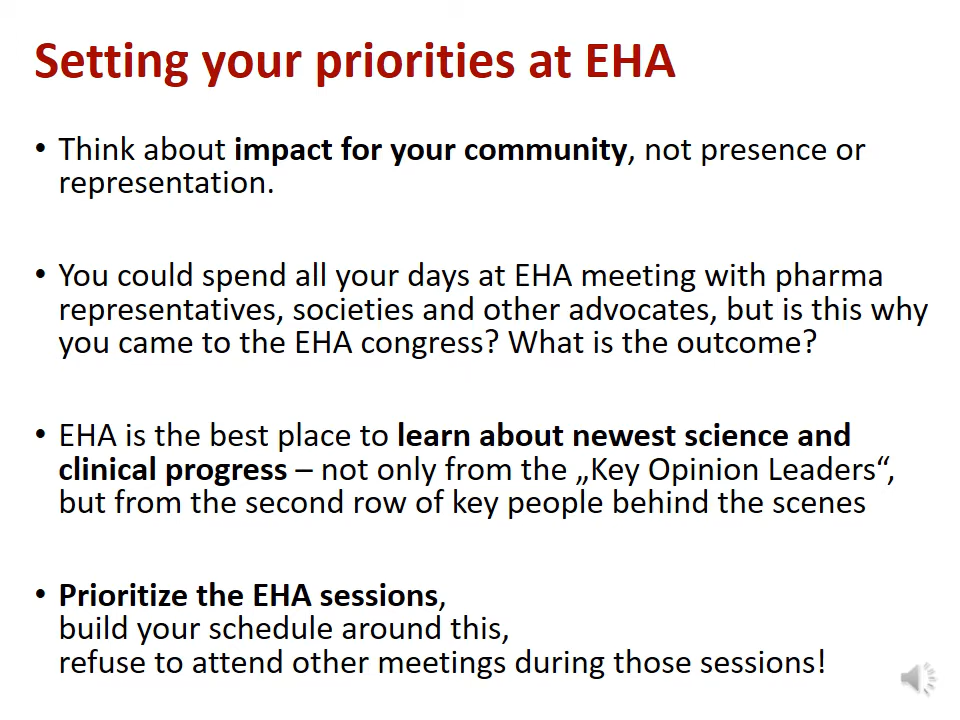 Setting your priorities at EHA
• Think about impact for your community, not presence or
representation.
• You could spend all your days at EHA meeting with pharma
representatives, societies and other advocates, but is this why
you came to the EHA congress? What is the outcome?
• EHA is the best place to learn about newest science and
clinical progress – not only from the „Key Opinion Leaders“,
but from the second row of key people behind the scenes
• Prioritize the EHA sessions,
build your schedule around this,
refuse to attend other meetings during those sessions!